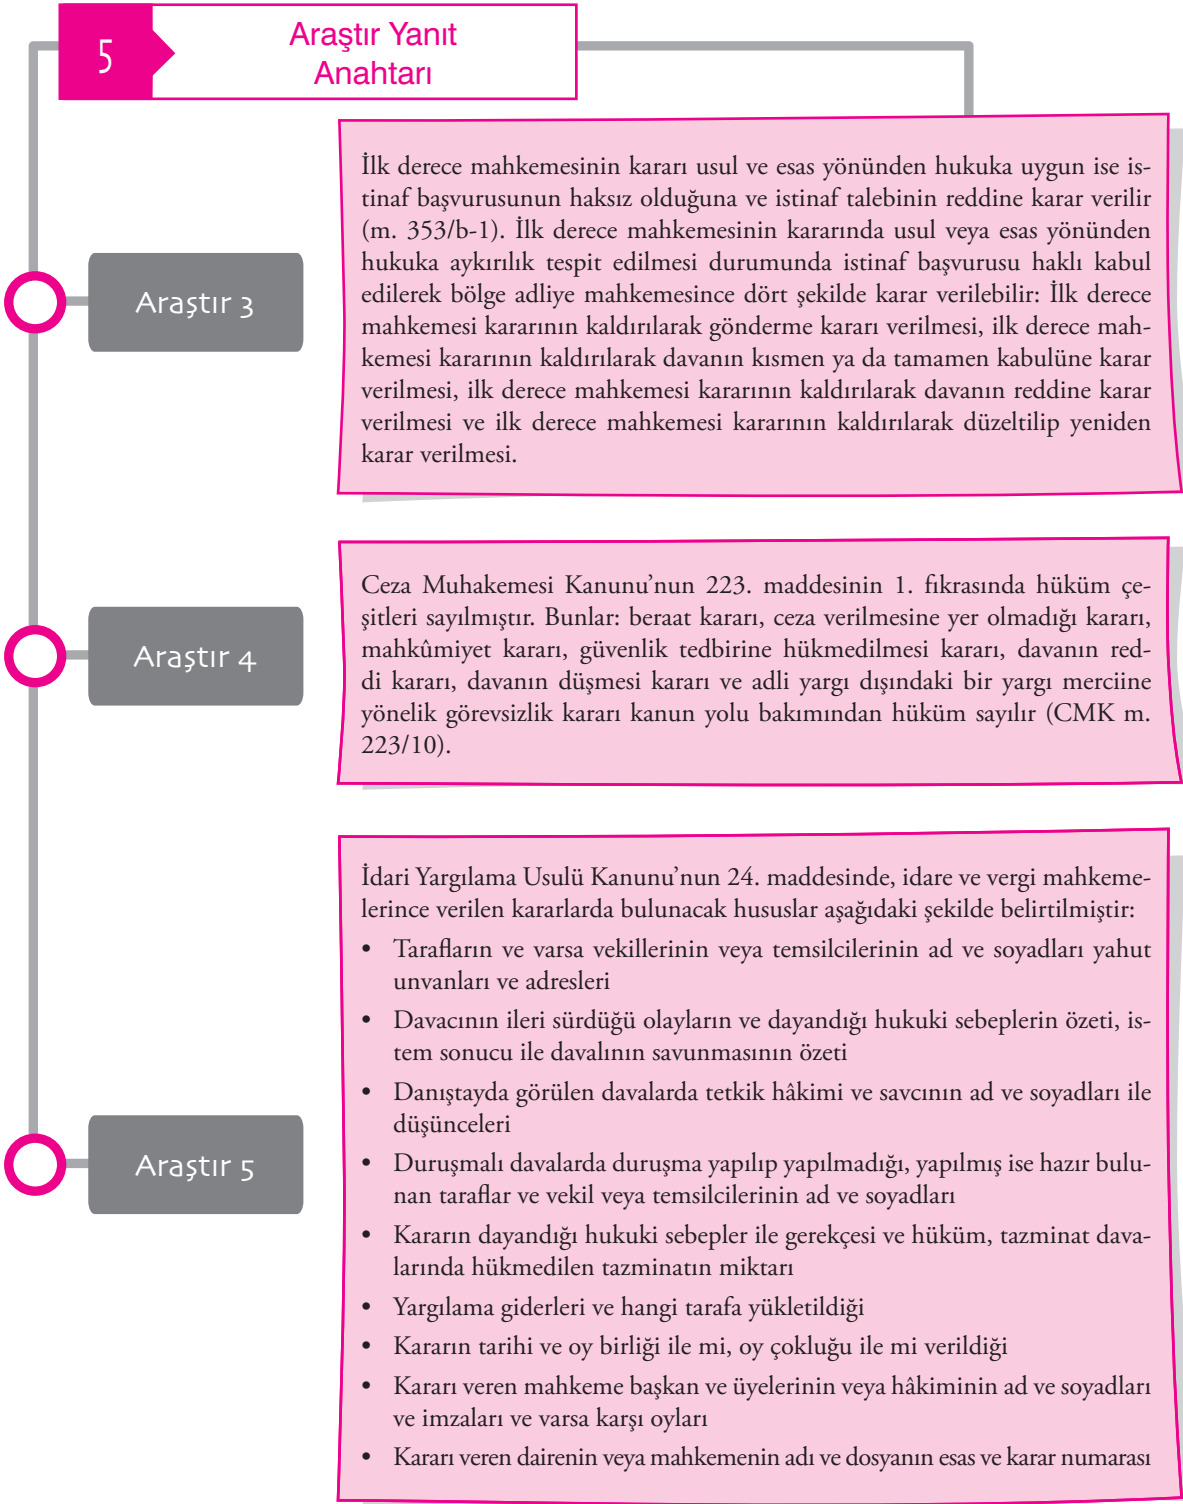 5
Araştır Yanıt
Anahtarı
Araştır 3
İlk derece mahkemesinin kararı usul ve esas yönünden hukuka uygun ise is-
tinaf başvurusunun haksız olduğuna ve istinaf talebinin reddine karar verilir
(m. 353/b-1). İlk derece mahkemesinin kararında usul veya esas yönünden
hukuka aykırılık tespit edilmesi durumunda istinaf başvurusu haklı kabul
edilerek bölge adliye mahkemesince dört şekilde karar verilebilir: İlk derece
mahkemesi kararının kaldırılarak gönderme kararı verilmesi, ilk derece mah-
kemesi kararının kaldırılarak davanın kısmen ya da tamamen kabulüne karar
verilmesi, ilk derece mahkemesi kararının kaldırılarak davanın reddine karar
verilmesi ve ilk derece mahkemesi kararının kaldırılarak düzeltilip yeniden
karar verilmesi.
Araştır 4
Ceza Muhakemesi Kanunu’nun 223. maddesinin 1. fıkrasında hüküm çe-
şitleri sayılmıştır. Bunlar: beraat kararı, ceza verilmesine yer olmadığı kararı,
mahkûmiyet kararı, güvenlik tedbirine hükmedilmesi kararı, davanın red-
di kararı, davanın düşmesi kararı ve adli yargı dışındaki bir yargı merciine
yönelik görevsizlik kararı kanun yolu bakımından hüküm sayılır (CMK m.
223/10).
Araştır 5
İdari Yargılama Usulü Kanunu’nun 24. maddesinde, idare ve vergi mahkeme-
lerince verilen kararlarda bulunacak hususlar aşağıdaki şekilde belirtilmiştir:
• Tarafların ve varsa vekillerinin veya temsilcilerinin ad ve soyadları yahut
unvanları ve adresleri
• Davacının ileri sürdüğü olayların ve dayandığı hukuki sebeplerin özeti, is-
tem sonucu ile davalının savunmasının özeti
• Danıştayda görülen davalarda tetkik hâkimi ve savcının ad ve soyadları ile
düşünceleri
• Duruşmalı davalarda duruşma yapılıp yapılmadığı, yapılmış ise hazır bulu-
nan taraflar ve vekil veya temsilcilerinin ad ve soyadları
• Kararın dayandığı hukuki sebepler ile gerekçesi ve hüküm, tazminat dava-
larında hükmedilen tazminatın miktarı
• Yargılama giderleri ve hangi tarafa yükletildiği
• Kararın tarihi ve oy birliği ile mi, oy çokluğu ile mi verildiği
• Kararı veren mahkeme başkan ve üyelerinin veya hâkiminin ad ve soyadları
ve imzaları ve varsa karşı oyları
• Kararı veren dairenin veya mahkemenin adı ve dosyanın esas ve karar numarası